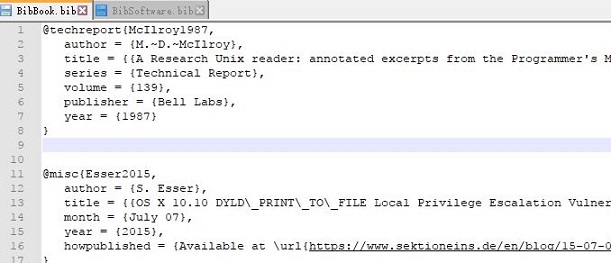 BibBook.bib BibSoftware.bib
1 @techreport{McIlroy1987,
2 author = {M.~D.~McIlroy},
3 title = {{A Research Unix reader: annotated excerpts from the Programmer's M
4 series = {Technical Report},
5 volume = {139},
6 publisher = {Bell Labs},
7 year = {1987}
8 }
9
10
11 @misc{Esser2015,
12 author = {S. Esser},
13 title = {{OS X 10.10 DYLD\_PRINT\_TO\_FILE Local Privilege Escalation Vulner
14 month = {July 07},
15 year = {2015},
16 howpublished = {Available at \url{https://www.sektioneins.de/en/blog/15-07-0
17 }